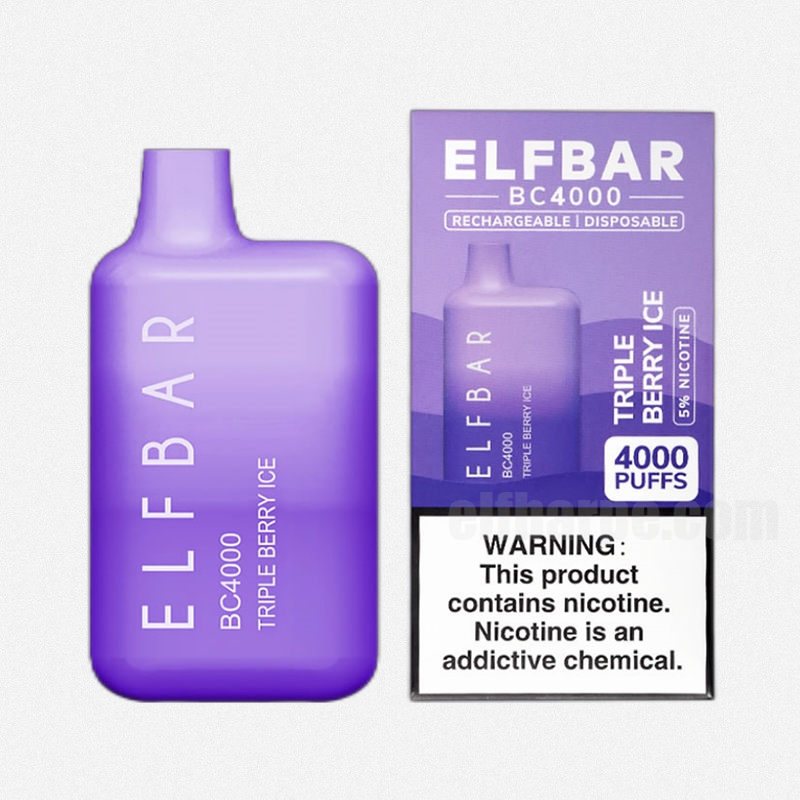 ELFBAR
BC4000
TRIPLE BERRY ICE
ELFBAR
BC4000
RECHARGEABLE | DISPOSABLE
ELFBAR
BC4000
TRIPLE BERRY ICE
TRIPLE
BERRY ICE
5% NICOTINE
4000
PUFFS
WARNING:
This product
contains nicotine.
Nicotine is an
addictive chemical.